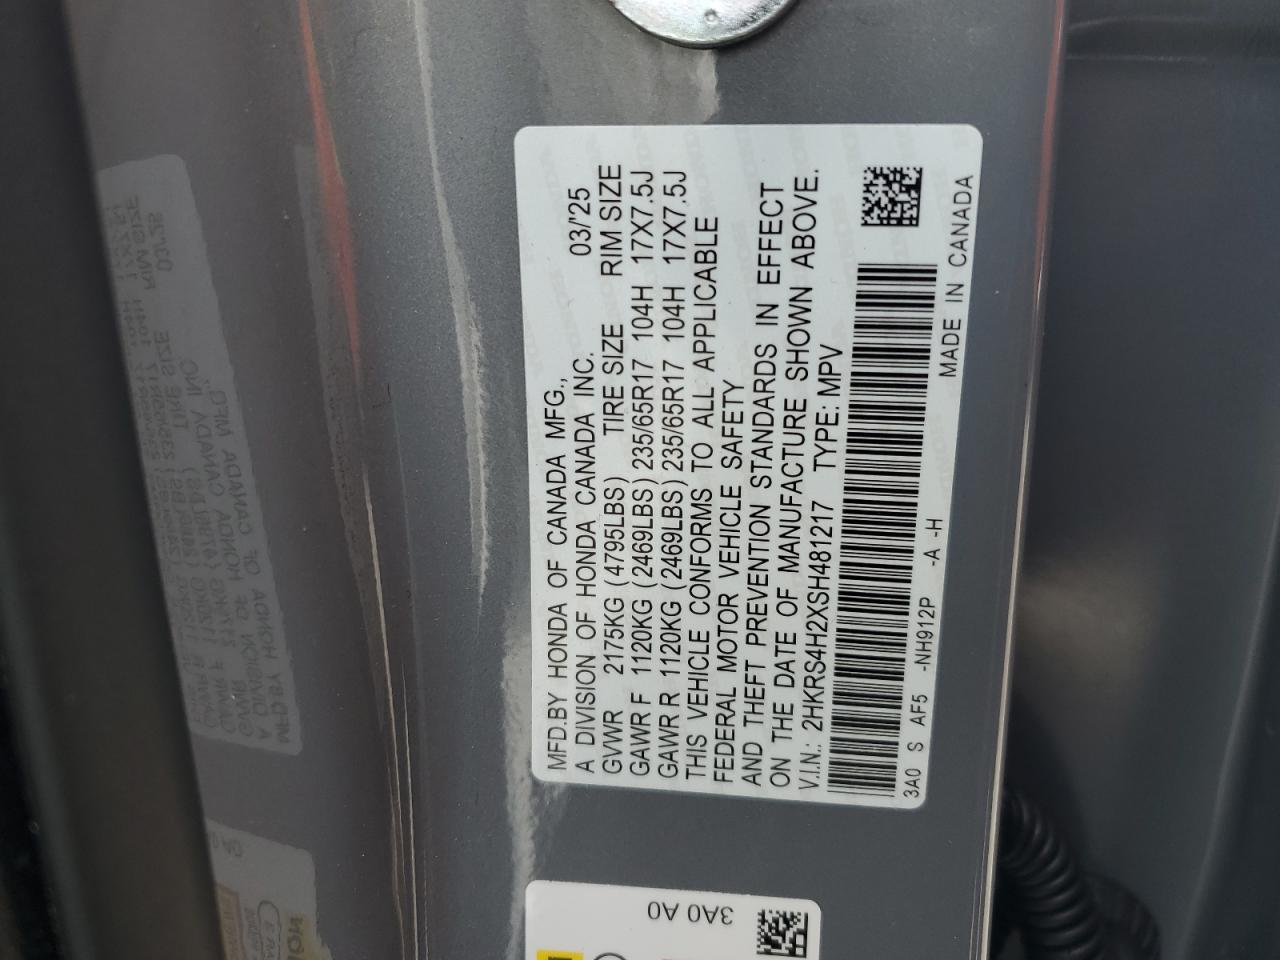 MFD.BY HONDA OF CANADA MFG.,
A DIVISION OF HONDA CANADA INC. 03/'25
GVWR 2175KG (4795LBS) TIRE SIZE RIM SIZE
GAWR F 1120KG (2469LBS) 235/65R17 104H 17X7.5J
GAWR R 1120KG (2469LBS) 235/65R17 104H 17X7.5J
THIS VEHICLE CONFORMS TO ALL APPLICABLE
FEDERAL MOTOR VEHICLE SAFETY
AND THEFT PREVENTION STANDARDS IN EFFECT
ON THE DATE OF MANUFACTURE SHOWN ABOVE.
V.I.N.: 2HKRS4H2XSH481217 TYPE: MPV
3A0 S AF5 -NH912P -A -H
MADE IN CANADA
3A0 A0